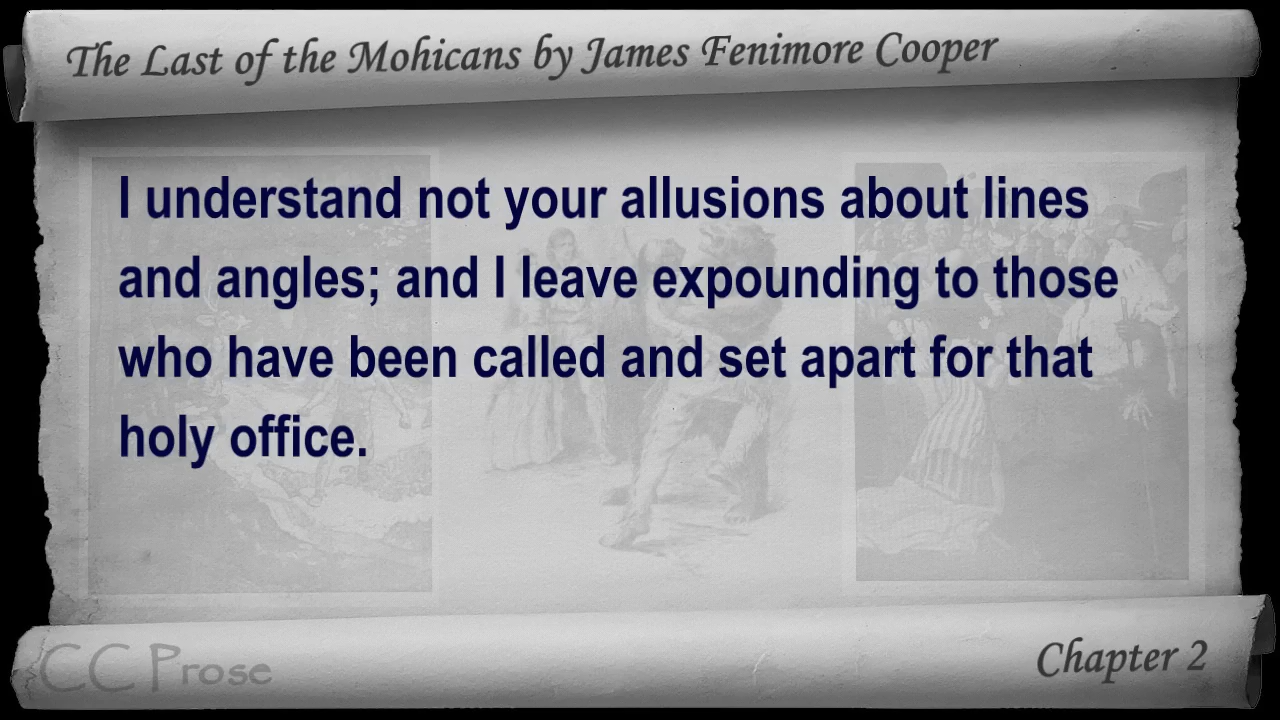 The Last of the Mohicans by James Fenimore Cooper
I understand not your allusions about lines
and angles; and I leave expounding to those
who have been called and set apart for that
holy office.
CC Prose
Chapter 2